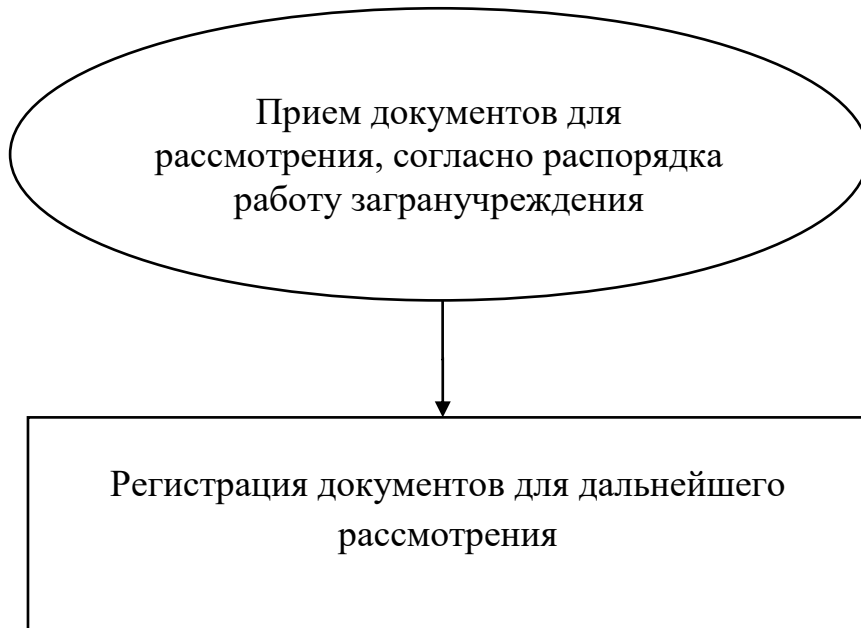 Прием документов для
рассмотрения, согласно распорядка
работу загранучреждения
Регистрация документов для дальнейшего
рассмотрения